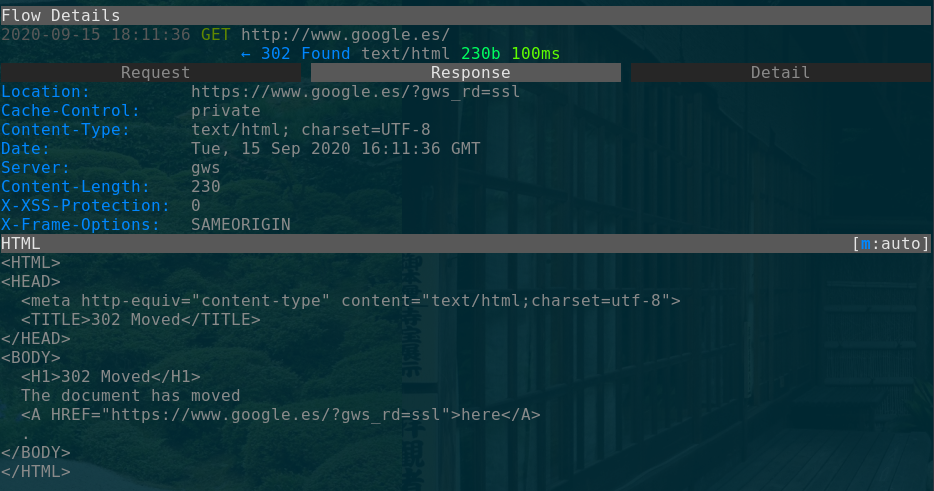 Flow Details
2020-09-15 18:11:36 GET http://www.google.es/
← 302 Found text/html 230b 100ms
Request Response Detail
Location: https://www.google.es/?gws_rd=ssl
Cache-Control: private
Content-Type: text/html; charset=UTF-8
Date: Tue, 15 Sep 2020 16:11:36 GMT
Server: gws
Content-Length: 230
X-XSS-Protection: 0
X-Frame-Options: SAMEORIGIN
HTML [m:auto]
<HTML>
<HEAD>
  <meta http-equiv="content-type" content="text/html;charset=utf-8">
  <TITLE>302 Moved</TITLE>
</HEAD>
<BODY>
  <H1>302 Moved</H1>
  The document has moved
  <A HREF="https://www.google.es/?gws_rd=ssl">here</A>
  .
</BODY>
</HTML>